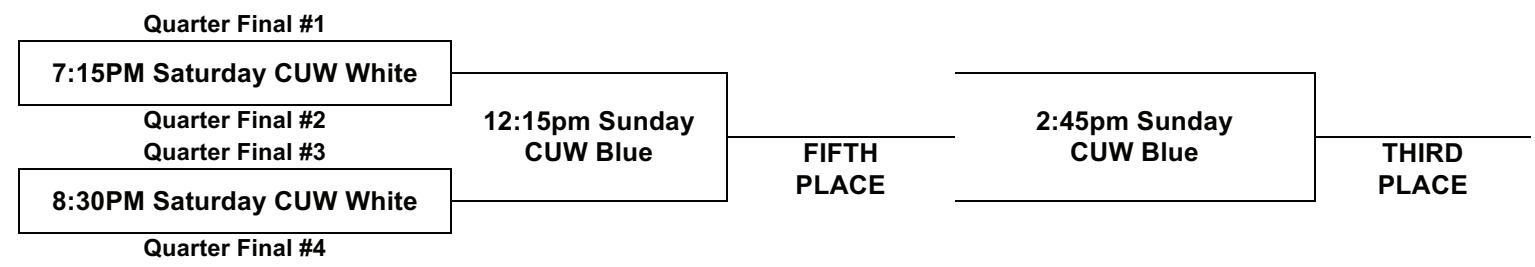 Quarter Final #1
7:15PM Saturday CUW White
Quarter Final #2
Quarter Final #3
8:30PM Saturday CUW White
Quarter Final #4
12:15pm Sunday
CUW Blue
FIFTH
PLACE
2:45pm Sunday
CUW Blue
THIRD
PLACE